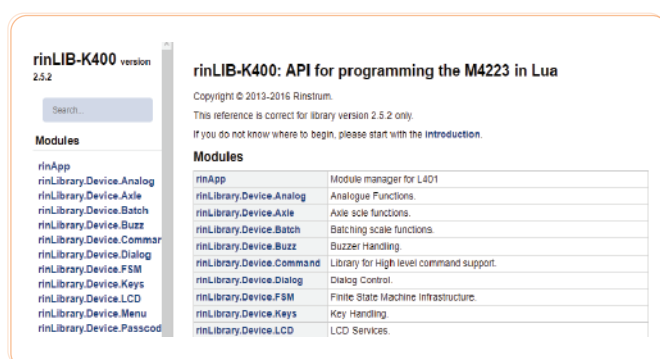 rinLIB-K400 version
2.5.2
Search...
Modules
rinApp
rinLibrary.Device.Analog
rinLibrary.Device.Axle
rinLibrary.Device.Batch
rinLibrary.Device.Buzz
rinLibrary.Device.Commar
rinLibrary.Device.Dialog
rinLibrary.Device.FSM
rinLibrary.Device.Keys
rinLibrary.Device.LCD
rinLibrary.Device.Menu
rinLibrary.Device.Passcod
rinLIB-K400: API for programming the M4223 in Lua
Copyright © 2013-2016 Rinstrum.
This reference is correct for library version 2.5.2 only.
If you do not know where to begin, please start with the introduction.
Modules
rinApp Module manager for L401
rinLibrary.Device.Analog Analogue Functions.
rinLibrary.Device.Axle Axle scle functions.
rinLibrary.Device.Batch Batching scale functions.
rinLibrary.Device.Buzz Buzzer Handling.
rinLibrary.Device.Command Library for High level command support.
rinLibrary.Device.Dialog Dialog Control.
rinLibrary.Device.FSM Finite State Machine Infrastructure.
rinLibrary.Device.Keys Key Handling.
rinLibrary.Device.LCD LCD Services.